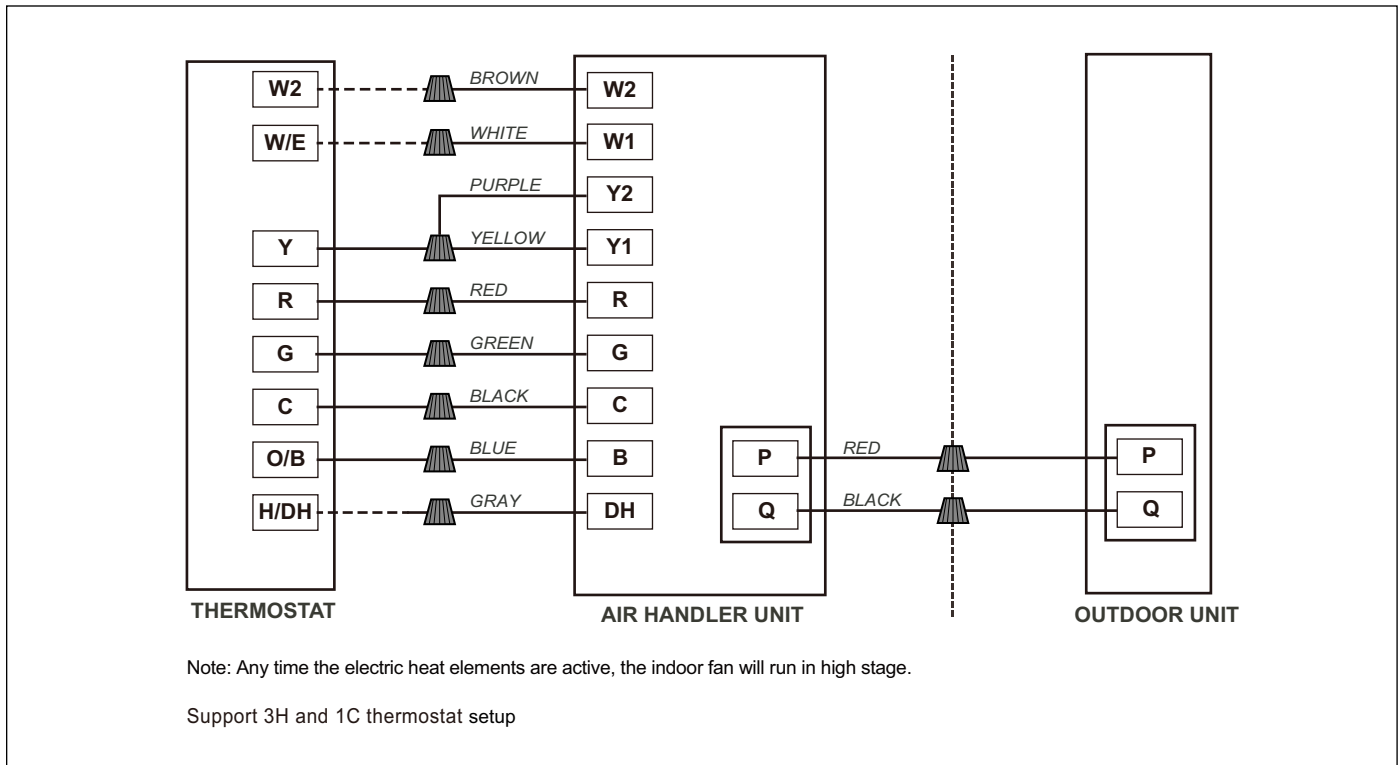 W2 BROWN W2
W/E WHITE W1
PURPLE Y2
Y YELLOW Y1
R RED R
G GREEN G
C BLACK C
O/B BLUE B P RED P
H/DH GRAY DH Q BLACK Q
THERMOSTAT AIR HANDLER UNIT OUTDOOR UNIT
Note: Any time the electric heat elements are active, the indoor fan will run in high stage.
Support 3H and 1C thermostat setup